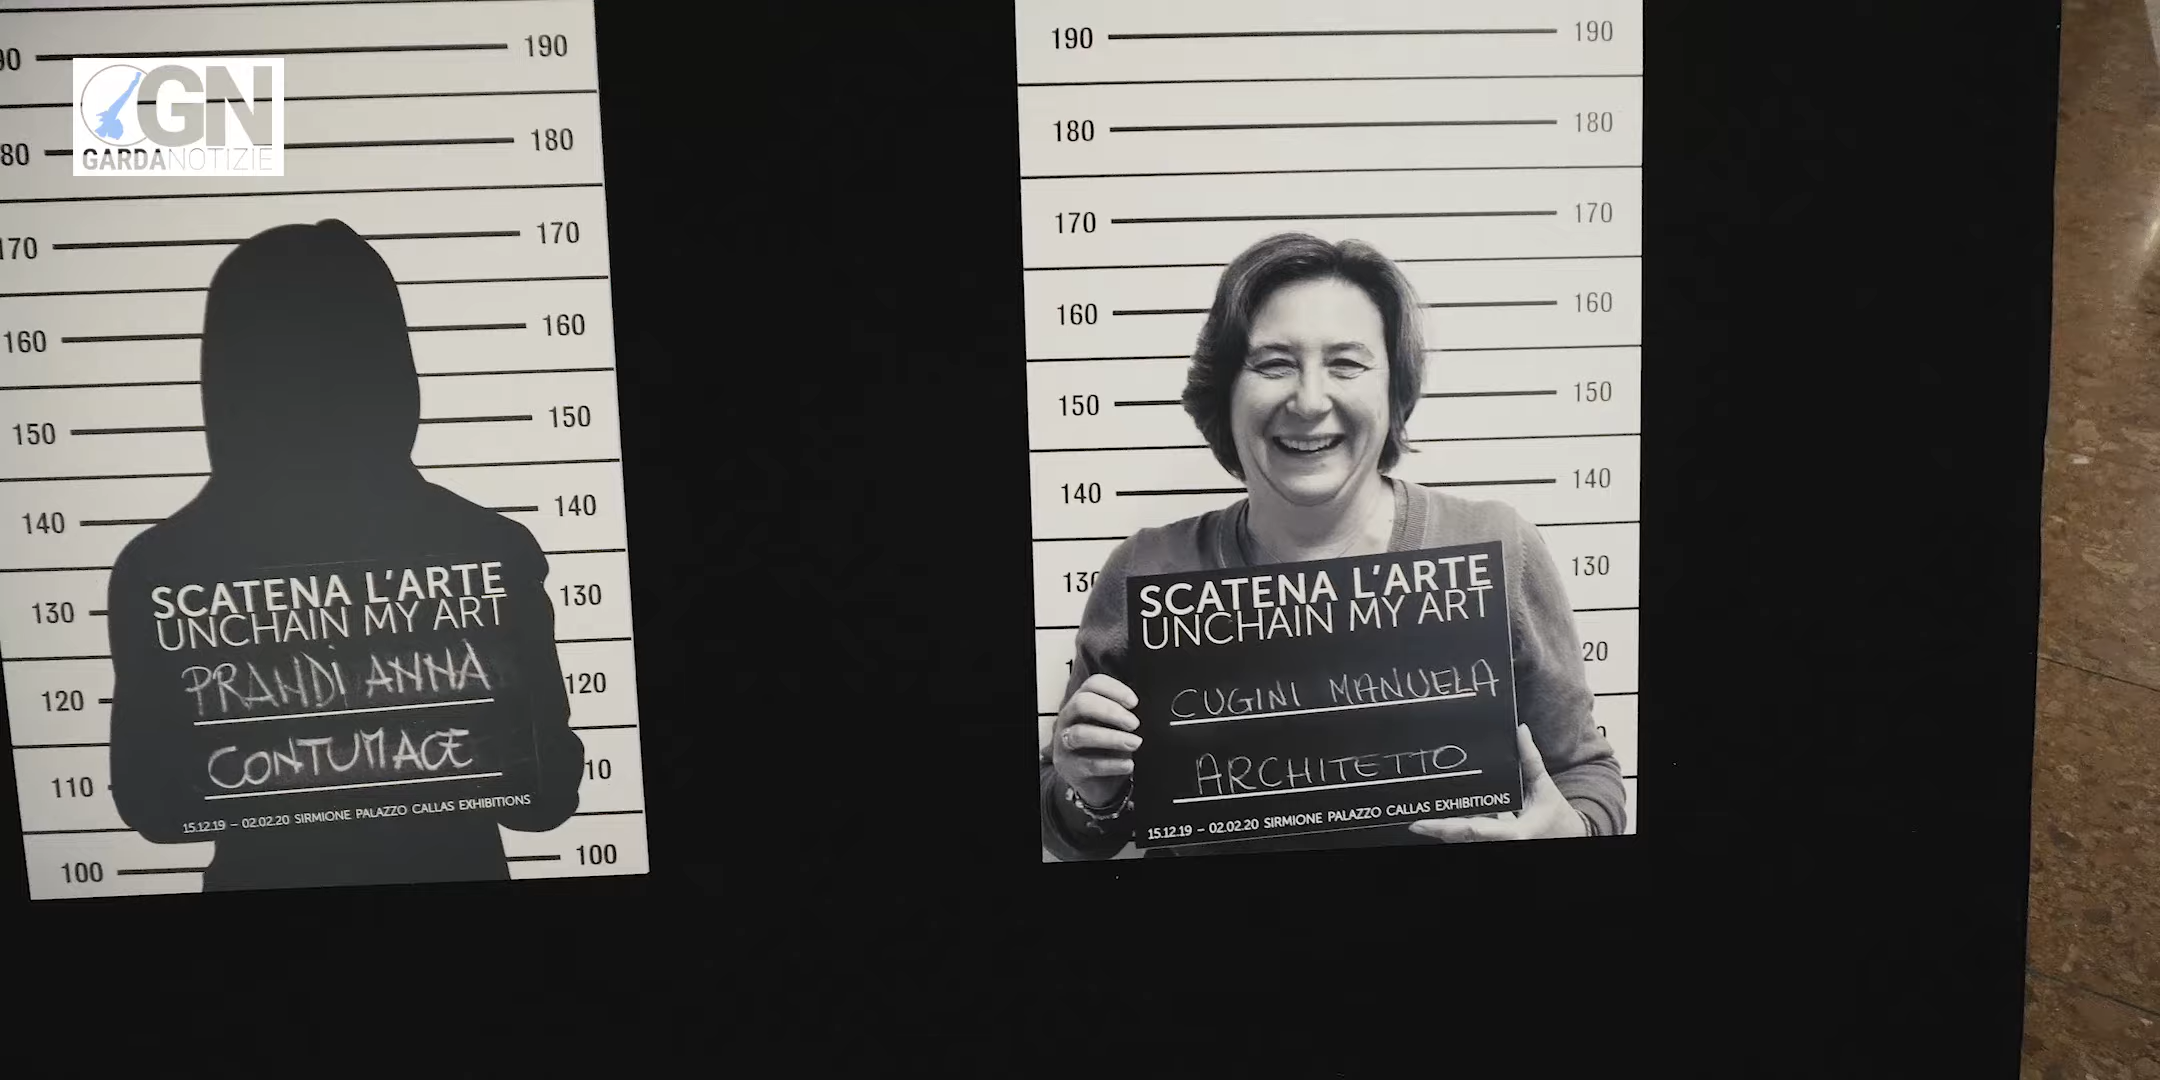 GN
GARDANOTIZIE
90 190
80 180
170 170
160 160
150 150
140 140
130 130
120 120
110 10
100 100
SCATENA L'ARTE
UNCHAIN MY ART
PRANDI ANNA
CONTUMACE
15.12.19 – 02.02.20 SIRMIONE PALAZZO CALLAS EXHIBITIONS
190 190
180 180
170 170
160 160
150 150
140 140
130 130
20
SCATENA L'ARTE
UNCHAIN MY ART
CUGINI MANUELA
ARCHITETTO
15.12.19 – 02.02.20 SIRMIONE PALAZZO CALLAS EXHIBITIONS